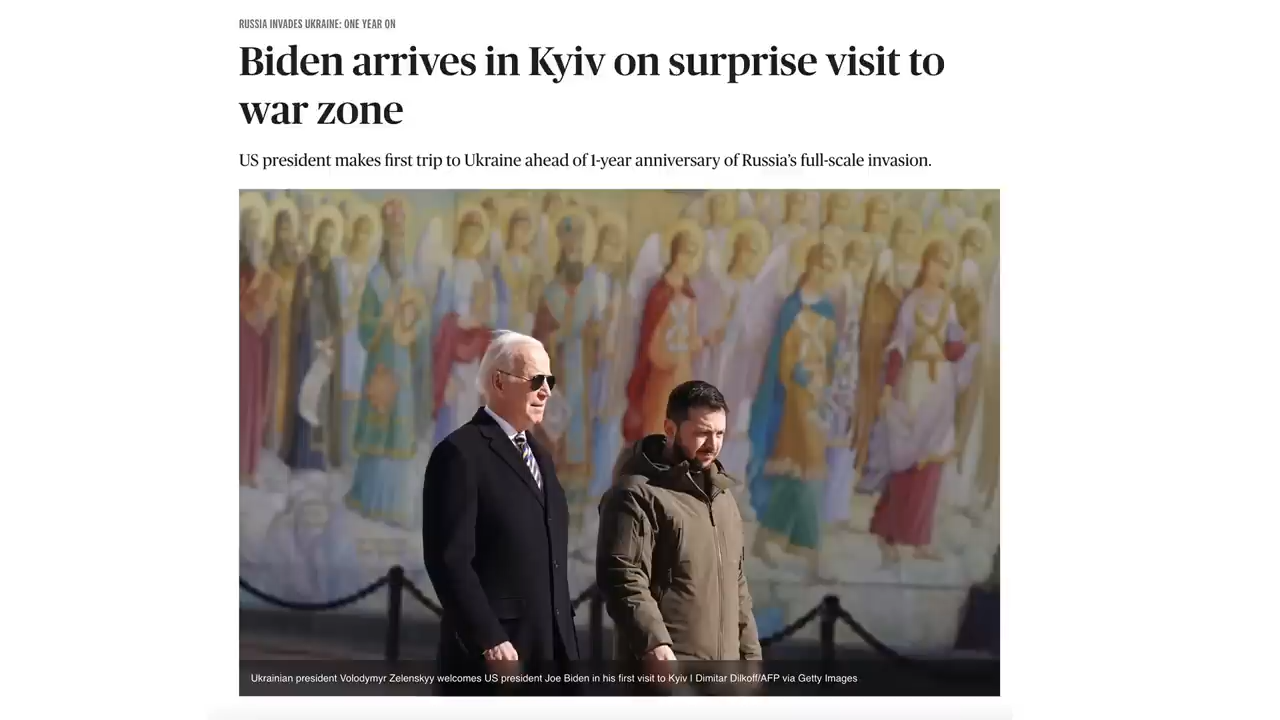 RUSSIA INVADES UKRAINE: ONE YEAR ON
Biden arrives in Kyiv on surprise visit to
war zone
US president makes first trip to Ukraine ahead of 1-year anniversary of Russia’s full-scale invasion.
Ukrainian president Volodymyr Zelenskyy welcomes US president Joe Biden in his first visit to Kyiv | Dimitar Dilkoff/AFP via Getty Images